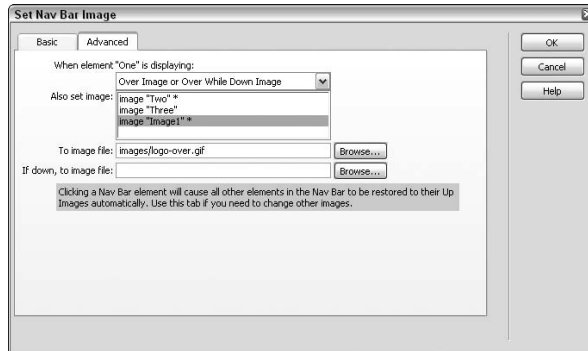 Set Nav Bar Image
Basic
Advanced
OK
Cancel
Help
When element "One" is displaying:
Over Image or Over While Down Image
Also set image:
image "Two" *
image "Three"
image "Image1" *
To image file: images/logo-over.gif Browse...
If down, to image file: Browse...
Clicking a Nav Bar element will cause all other elements in the Nav Bar to be restored to their Up
Images automatically. Use this tab if you need to change other images.